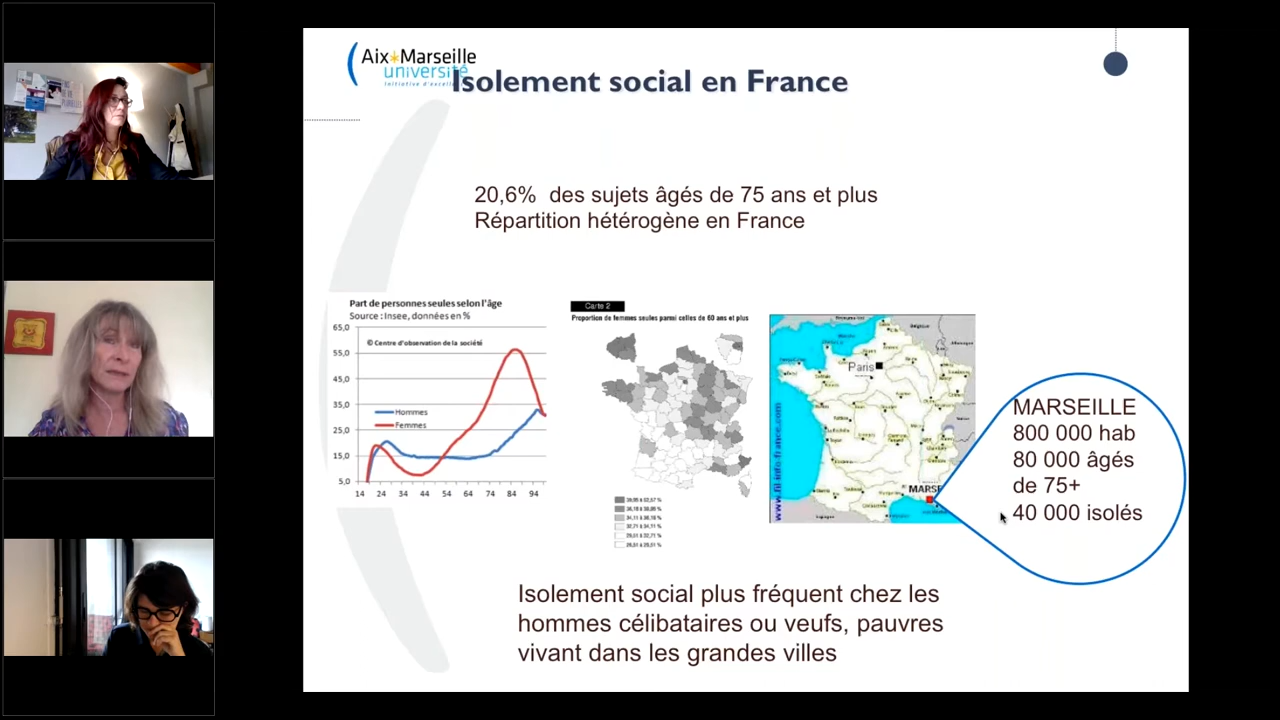 Aix✶Marseille
université
Initiative d'excellence
Isolement social en France
20,6% des sujets âgés de 75 ans et plus
Répartition hétérogène en France
Part de personnes seules selon l'âge
Source : Insee, données en %
65,0
© Centre d'observation de la société
55,0
45,0
35,0
Hommes
25,0
Femmes
15,0
5,0
14 24 34 44 54 64 74 84 94
Carte 2
Proportion de femmes seules parmi celles de 60 ans et plus
Paris
MARSE
MARSEILLE
800 000 hab
80 000 âgés
de 75+
40 000 isolés
Isolement social plus fréquent chez les
hommes célibataires ou veufs, pauvres
vivant dans les grandes villes